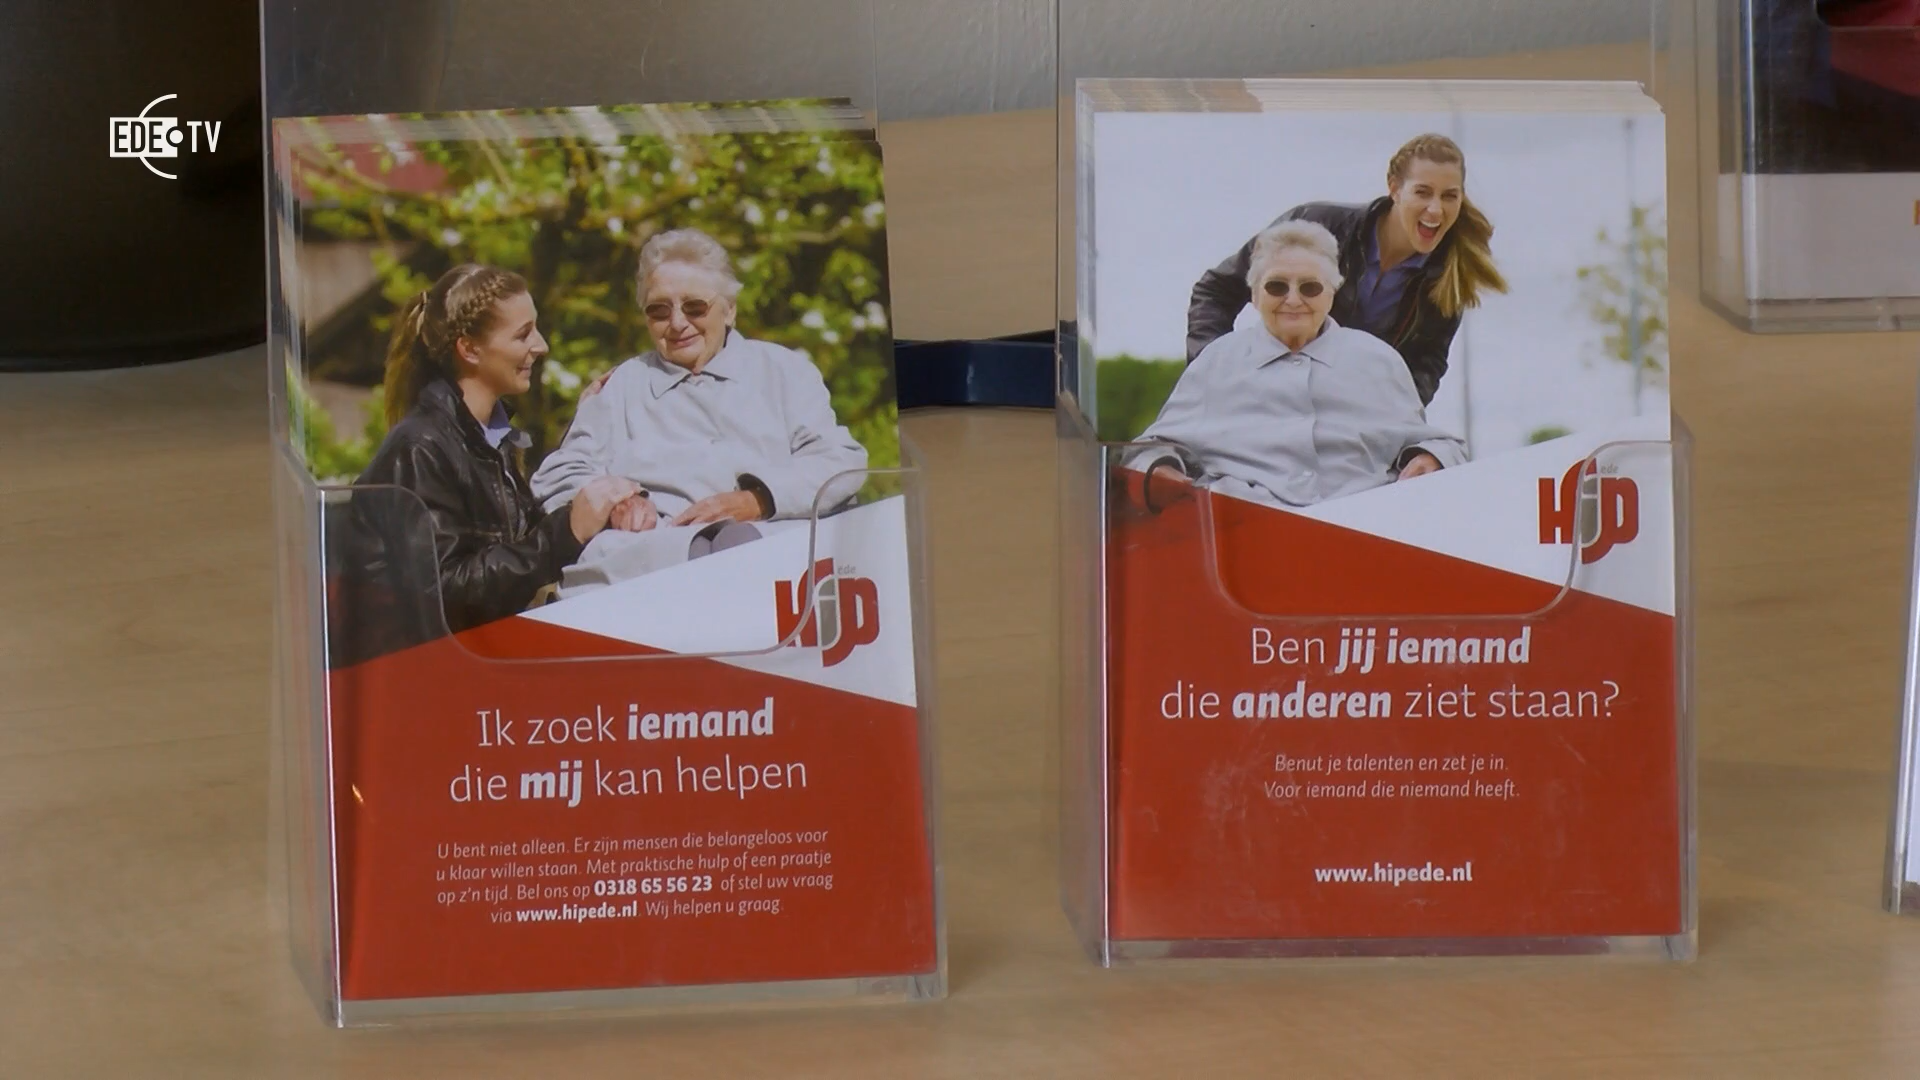 EDE TV
ede
HiP
Ik zoek iemand
die mij kan helpen
U bent niet alleen. Er zijn mensen die belangeloos voor
u klaar willen staan. Met praktische hulp of een praatje
op z'n tijd. Bel ons op 0318 65 56 23 of stel uw vraag
via www.hipede.nl. Wij helpen u graag.
ede
HiP
Ben jij iemand
die anderen ziet staan?
Benut je talenten en zet je in.
Voor iemand die niemand heeft.
www.hipede.nl